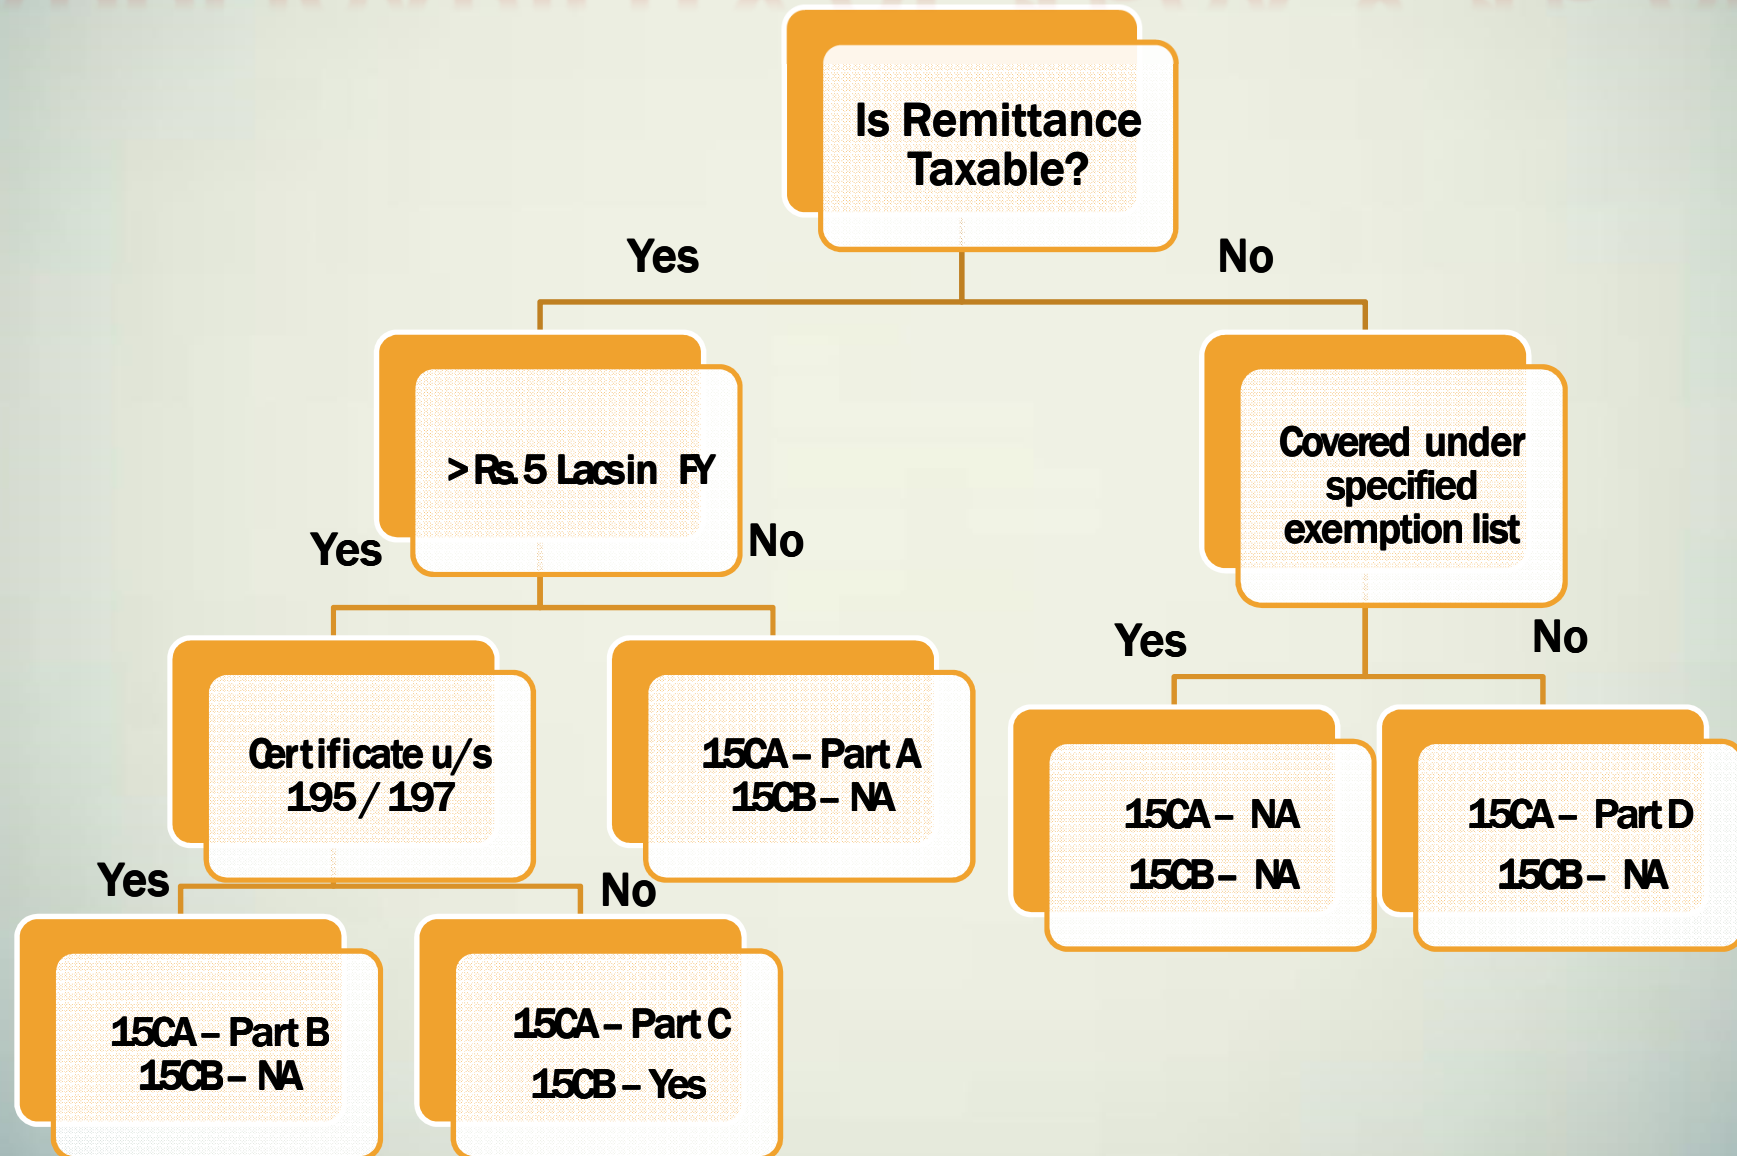 Is Remittance
Taxable?
Yes
No
> Rs. 5 Lacs in FY
Covered under
specified
exemption list
Yes
No
Yes
No
Certificate u/s
195 / 197
15CA – Part A
15CB – NA
15CA – NA
15CB – NA
15CA – Part D
15CB – NA
Yes
No
15CA – Part B
15CB – NA
15CA – Part C
15CB – Yes